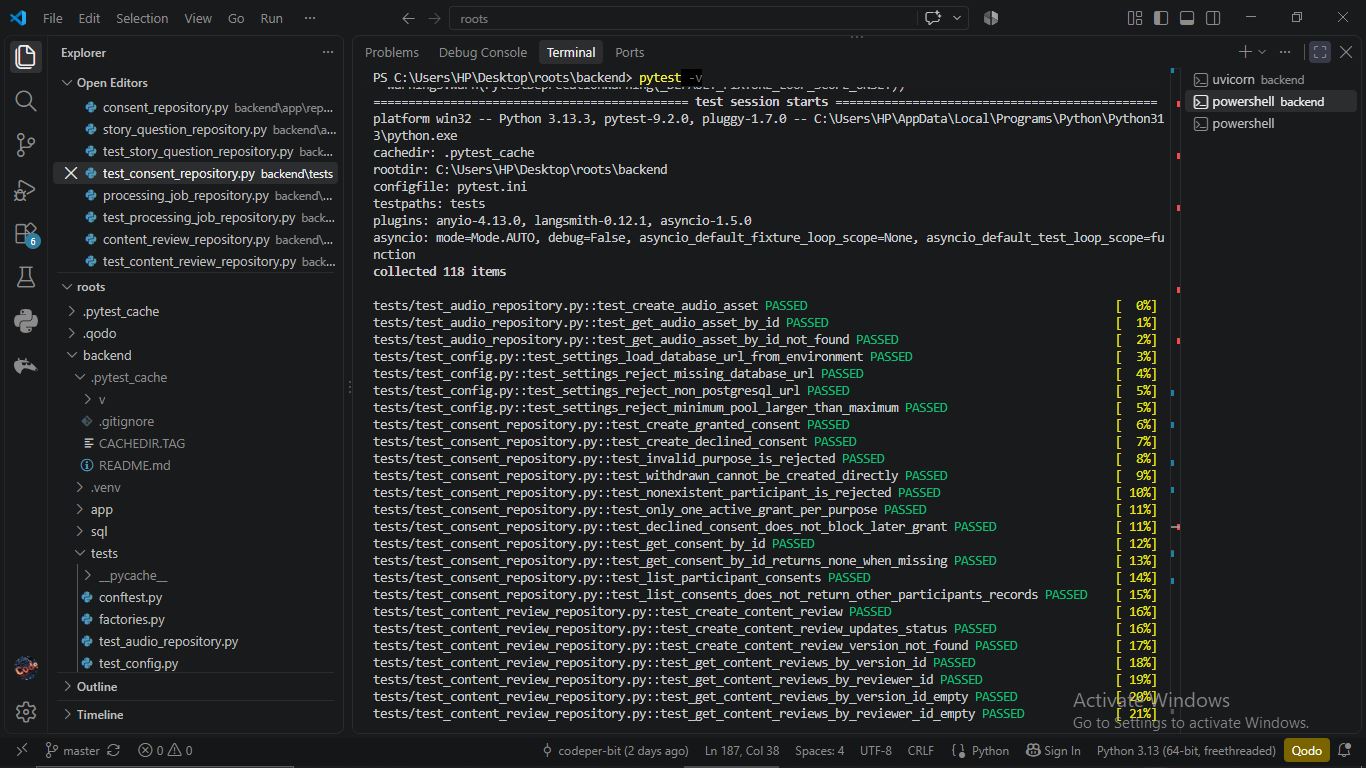 File Edit Selection View Go Run ···
roots
Explorer ···
Open Editors
consent_repository.py backend\app\rep...
story_question_repository.py backend\a...
test_story_question_repository.py back...
test_consent_repository.py backend\tests
processing_job_repository.py backend\...
test_processing_job_repository.py back...
content_review_repository.py backend\...
test_content_review_repository.py back...
roots
.pytest_cache
.qodo
backend
.pytest_cache
v
.gitignore
CACHEDIR.TAG
README.md
.venv
app
sql
tests
__pycache__
conftest.py
factories.py
test_audio_repository.py
test_config.py
Outline
Timeline
6
Problems Debug Console Terminal Ports
PS C:\Users\HP\Desktop\roots\backend> pytest -v
warnings.warn(PytestDeprecationWarning(_DEFAULT_FIXTURE_LOOP_SCOPE_UNSET))
======================================== test session starts =========================================
platform win32 -- Python 3.13.3, pytest-9.2.0, pluggy-1.7.0 -- C:\Users\HP\AppData\Local\Programs\Python\Python31
3\python.exe
cachedir: .pytest_cache
rootdir: C:\Users\HP\Desktop\roots\backend
configfile: pytest.ini
testpaths: tests
plugins: anyio-4.13.0, langsmith-0.12.1, asyncio-1.5.0
asyncio: mode=Mode.AUTO, debug=False, asyncio_default_fixture_loop_scope=None, asyncio_default_test_loop_scope=fu
nction
collected 118 items
tests/test_audio_repository.py::test_create_audio_asset PASSED [ 0%]
tests/test_audio_repository.py::test_get_audio_asset_by_id PASSED [ 1%]
tests/test_audio_repository.py::test_get_audio_asset_by_id_not_found PASSED [ 2%]
tests/test_config.py::test_settings_load_database_url_from_environment PASSED [ 3%]
tests/test_config.py::test_settings_reject_missing_database_url PASSED [ 4%]
tests/test_config.py::test_settings_reject_non_postgresql_url PASSED [ 5%]
tests/test_config.py::test_settings_reject_minimum_pool_larger_than_maximum PASSED [ 5%]
tests/test_consent_repository.py::test_create_granted_consent PASSED [ 6%]
tests/test_consent_repository.py::test_create_declined_consent PASSED [ 7%]
tests/test_consent_repository.py::test_invalid_purpose_is_rejected PASSED [ 8%]
tests/test_consent_repository.py::test_withdrawn_cannot_be_created_directly PASSED [ 9%]
tests/test_consent_repository.py::test_nonexistent_participant_is_rejected PASSED [ 10%]
tests/test_consent_repository.py::test_only_one_active_grant_per_purpose PASSED [ 11%]
tests/test_consent_repository.py::test_declined_consent_does_not_block_later_grant PASSED [ 11%]
tests/test_consent_repository.py::test_get_consent_by_id PASSED [ 12%]
tests/test_consent_repository.py::test_get_consent_by_id_returns_none_when_missing PASSED [ 13%]
tests/test_consent_repository.py::test_list_participant_consents PASSED [ 14%]
tests/test_consent_repository.py::test_list_consents_does_not_return_other_participants_records PASSED [ 15%]
tests/test_content_review_repository.py::test_create_content_review PASSED [ 16%]
tests/test_content_review_repository.py::test_create_content_review_updates_status PASSED [ 16%]
tests/test_content_review_repository.py::test_create_content_review_version_not_found PASSED [ 17%]
tests/test_content_review_repository.py::test_get_content_reviews_by_version_id PASSED [ 18%]
tests/test_content_review_repository.py::test_get_content_reviews_by_reviewer_id PASSED [ 19%]
tests/test_content_review_repository.py::test_get_content_reviews_by_version_id_empty PASSED [ 20%]
tests/test_content_review_repository.py::test_get_content_reviews_by_reviewer_id_empty PASSED [ 21%]
uvicorn backend
powershell backend
powershell
Activate Windows
Go to Settings to activate Windows.
master 0 0 codeper-bit (2 days ago) Ln 187, Col 38 Spaces: 4 UTF-8 CRLF Python Sign In Python 3.13 (64-bit, freethreaded) Qodo